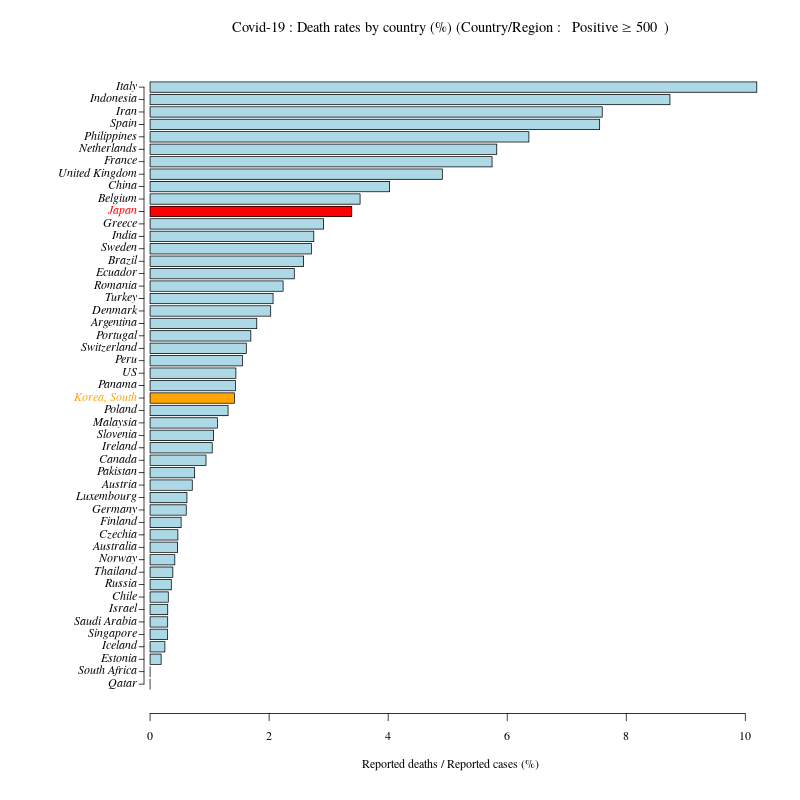 Covid-19 : Death rates by country (%) (Country/Region :   Positive ≥ 500  )
Italy
Indonesia
Iran
Spain
Philippines
Netherlands
France
United Kingdom
China
Belgium
Japan
Greece
India
Sweden
Brazil
Ecuador
Romania
Turkey
Denmark
Argentina
Portugal
Switzerland
Peru
US
Panama
Korea, South
Poland
Malaysia
Slovenia
Ireland
Canada
Pakistan
Austria
Luxembourg
Germany
Finland
Czechia
Australia
Norway
Thailand
Russia
Chile
Israel
Saudi Arabia
Singapore
Iceland
Estonia
South Africa
Qatar
0 2 4 6 8 10
Reported deaths / Reported cases (%)